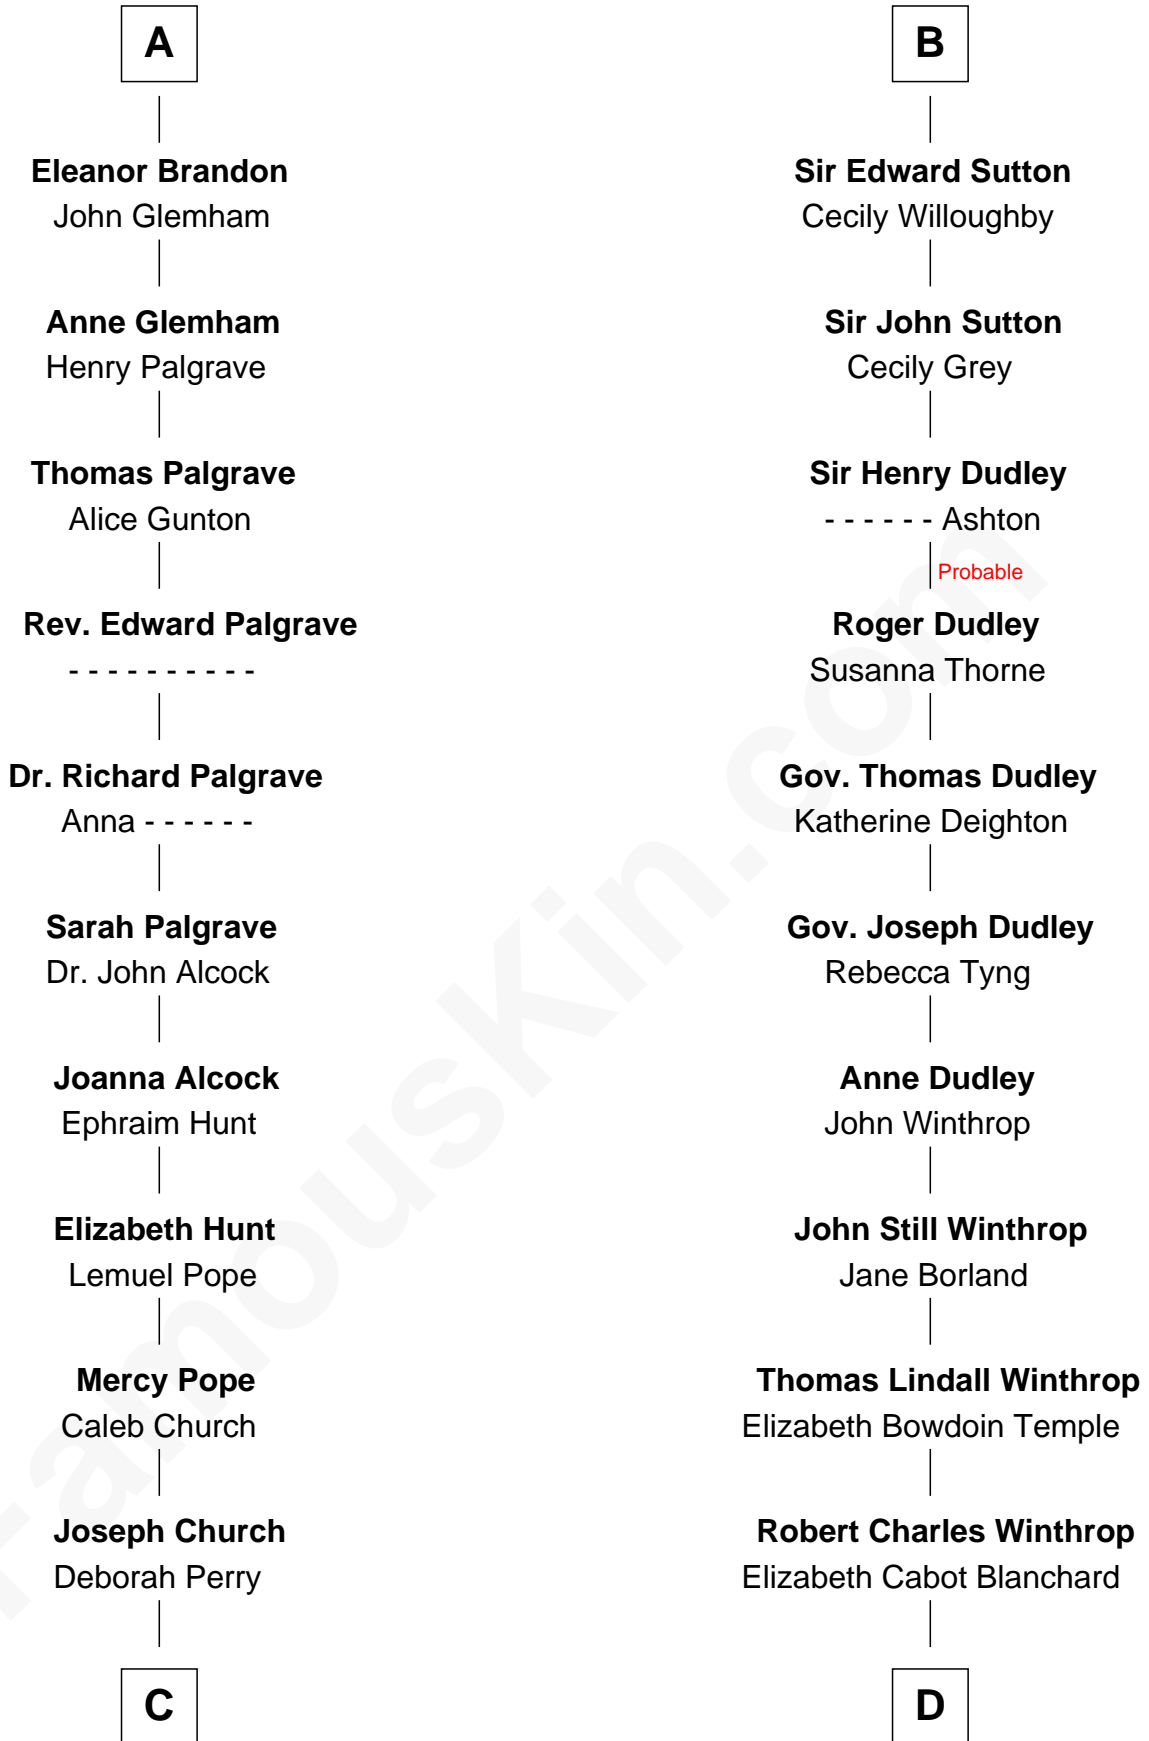 A
Eleanor Brandon
John Glemham
Anne Glemham
Henry Palgrave
Thomas Palgrave
Alice Gunton
Rev. Edward Palgrave
- - - - - - - - - -
Dr. Richard Palgrave
Anna - - - - - -
Sarah Palgrave
Dr. John Alcock
Joanna Alcock
Ephraim Hunt
Elizabeth Hunt
Lemuel Pope
Mercy Pope
Caleb Church
Joseph Church
Deborah Perry
C
B
Sir Edward Sutton
Cecily Willoughby
Sir John Sutton
Cecily Grey
Sir Henry Dudley
- - - - - - Ashton
Probable
Roger Dudley
Susanna Thorne
Gov. Thomas Dudley
Katherine Deighton
Gov. Joseph Dudley
Rebecca Tyng
Anne Dudley
John Winthrop
John Still Winthrop
Jane Borland
Thomas Lindall Winthrop
Elizabeth Bowdoin Temple
Robert Charles Winthrop
Elizabeth Cabot Blanchard
D
FamousKin.com